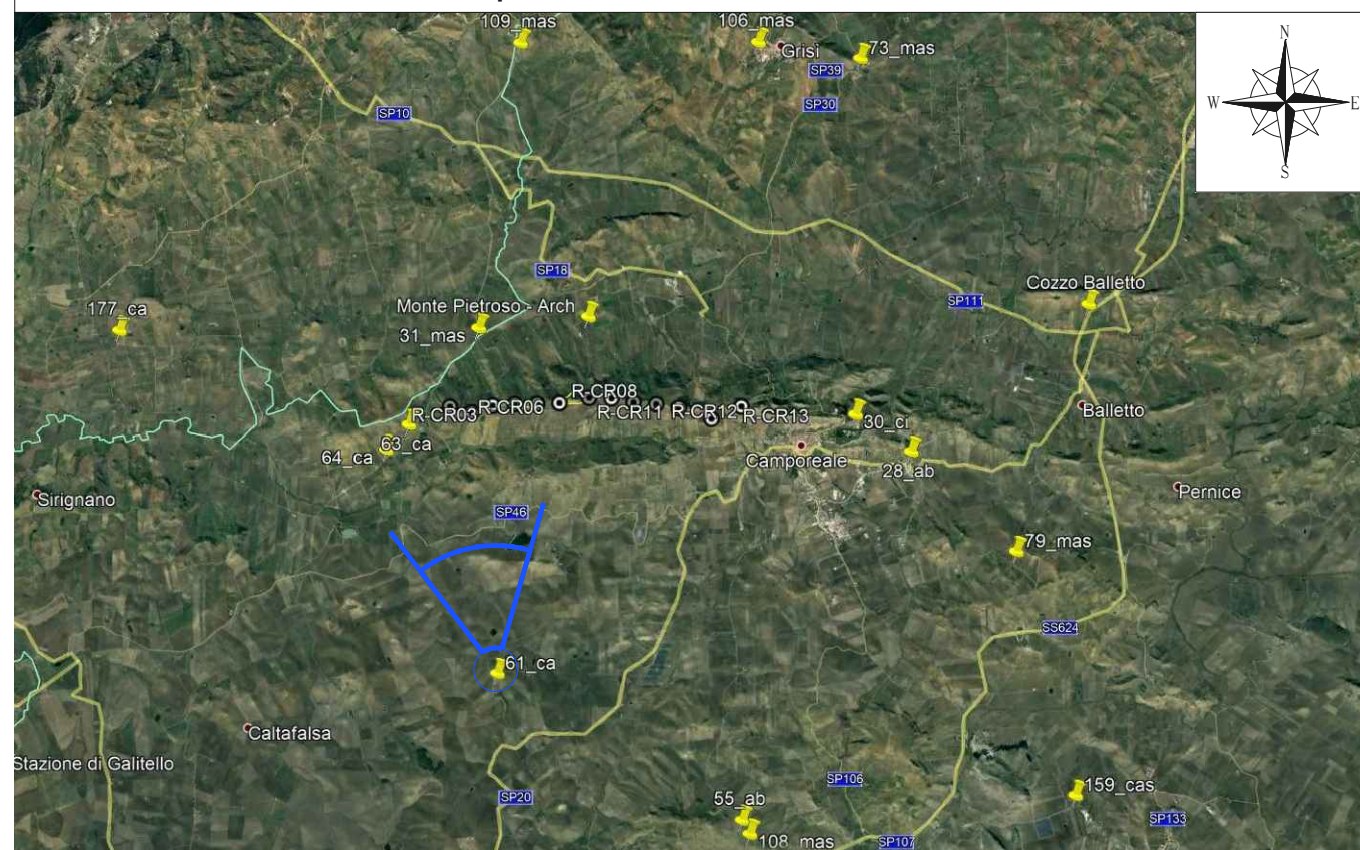 109_mas
106_mas
Grisì
73_mas
SP39
SP30
SP10
N
W
E
S
SP18
Cozzo Balletto
SP111
177_ca
Monte Pietroso - Arch
31_mas
R-CR08
R-CR03
R-CR06
R-CR11
R-CR12
R-CR13
30_ci
Balletto
63_ca
64_ca
Camporeale
28_ab
Sirignano
Pernice
SP46
79_mas
SS624
61_ca
Caltafalsa
Stazione di Galitello
SP106
159_cas
SP20
55_ab
SP133
108_mas
SP107